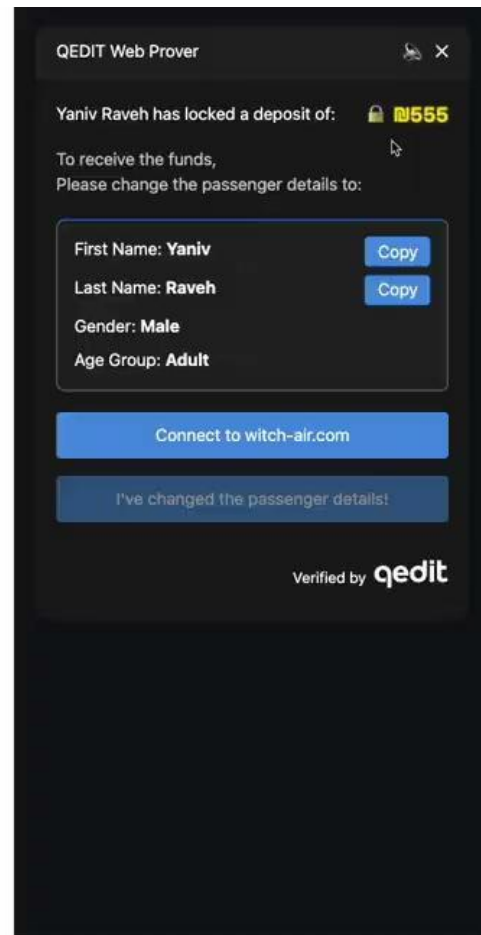 QEDIT Web Prover
Yaniv Raveh has locked a deposit of: ₪555
To receive the funds,
Please change the passenger details to:
First Name: Yaniv Copy
Last Name: Raveh Copy
Gender: Male
Age Group: Adult
Connect to witch-air.com
I've changed the passenger details!
Verified by qedit